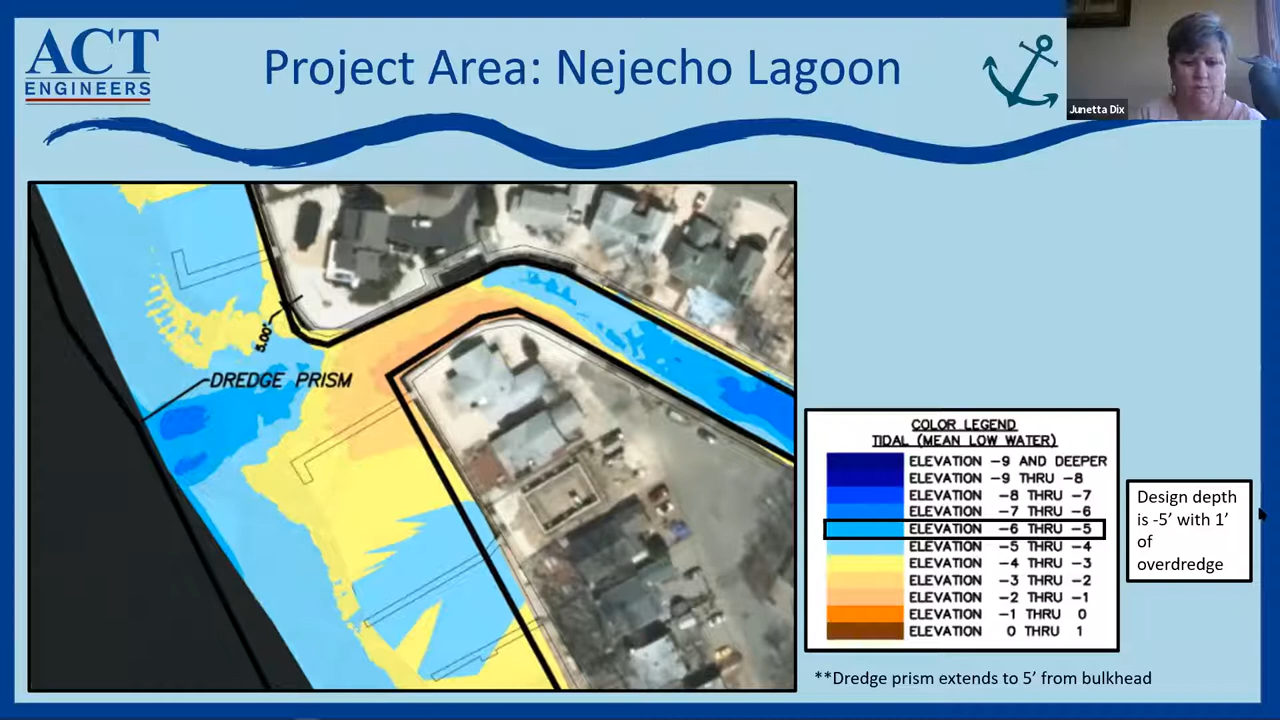 ACT
ENGINEERS
Project Area: Nejecho Lagoon
Junetta Dix
5.00'
DREDGE PRISM
COLOR LEGEND
TIDAL (MEAN LOW WATER)
ELEVATION -9 AND DEEPER
ELEVATION -9 THRU -8
ELEVATION -8 THRU -7
ELEVATION -7 THRU -6
ELEVATION -6 THRU -5
ELEVATION -5 THRU -4
ELEVATION -4 THRU -3
ELEVATION -3 THRU -2
ELEVATION -2 THRU -1
ELEVATION -1 THRU 0
ELEVATION 0 THRU 1
Design depth
is -5’ with 1’
of
overdredge
**Dredge prism extends to 5’ from bulkhead